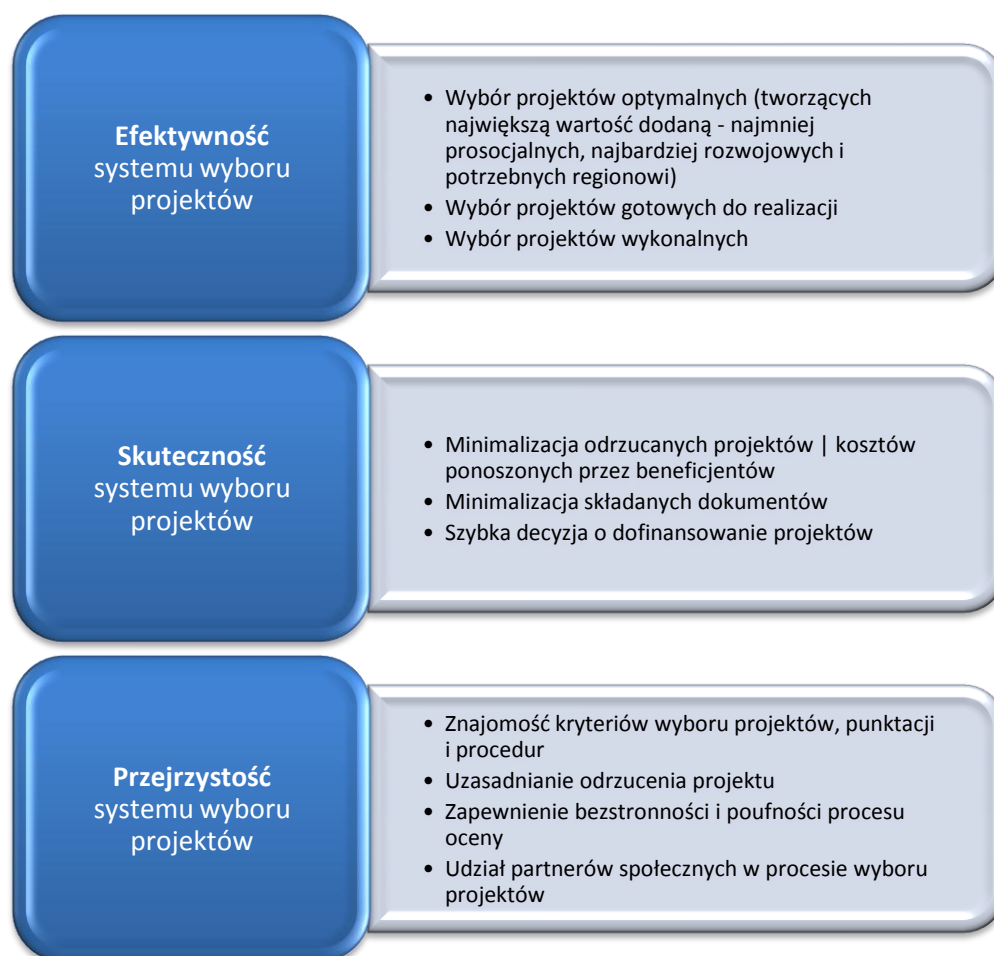 Efektywność
systemu wyboru
projektów
• Wybór projektów optymalnych (tworzących
największą wartość dodaną - najmniej
prosocjalnych, najbardziej rozwojowych i
potrzebnych regionowi)
• Wybór projektów gotowych do realizacji
• Wybór projektów wykonalnych
Skuteczność
systemu wyboru
projektów
• Minimalizacja odrzucanych projektów | kosztów
ponoszonych przez beneficjentów
• Minimalizacja składanych dokumentów
• Szybka decyzja o dofinansowanie projektów
Przejrzystość
systemu wyboru
projektów
• Znajomość kryteriów wyboru projektów, punktacji
i procedur
• Uzasadnianie odrzucenia projektu
• Zapewnienie bezstronności i poufności procesu
oceny
• Udział partnerów społecznych w procesie wyboru
projektów